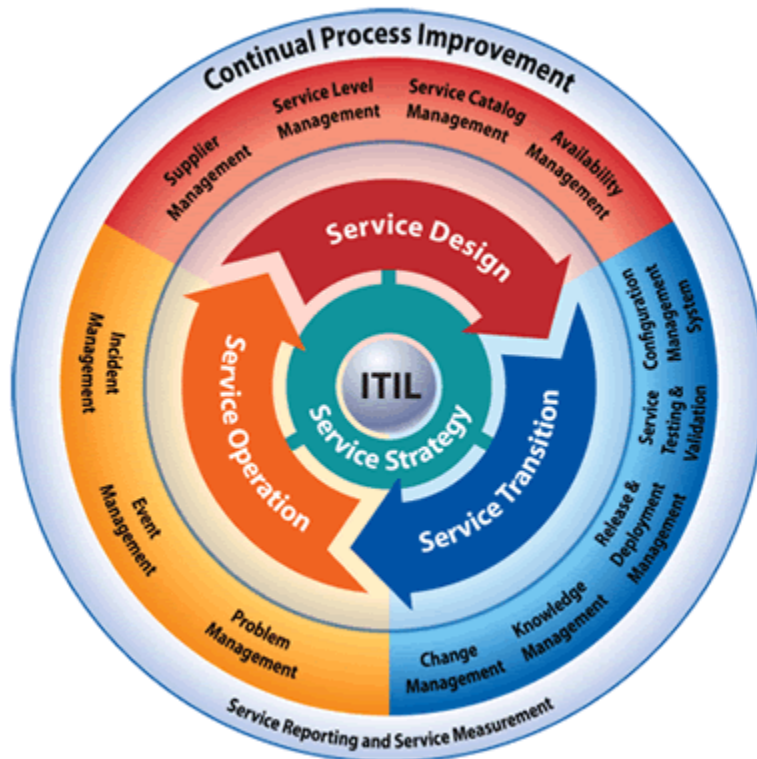 Continual Process Improvement
Supplier
Management
Service Level
Management
Service Catalog
Management
Availability
Management
Configuration
Management
System
Service
Testing &
Validation
Release &
Deployment
Management
Knowledge
Management
Change
Management
Problem
Management
Event
Management
Incident
Management
Service Design
Service Transition
Service Operation
Service Strategy
ITIL
Service Reporting and Service Measurement